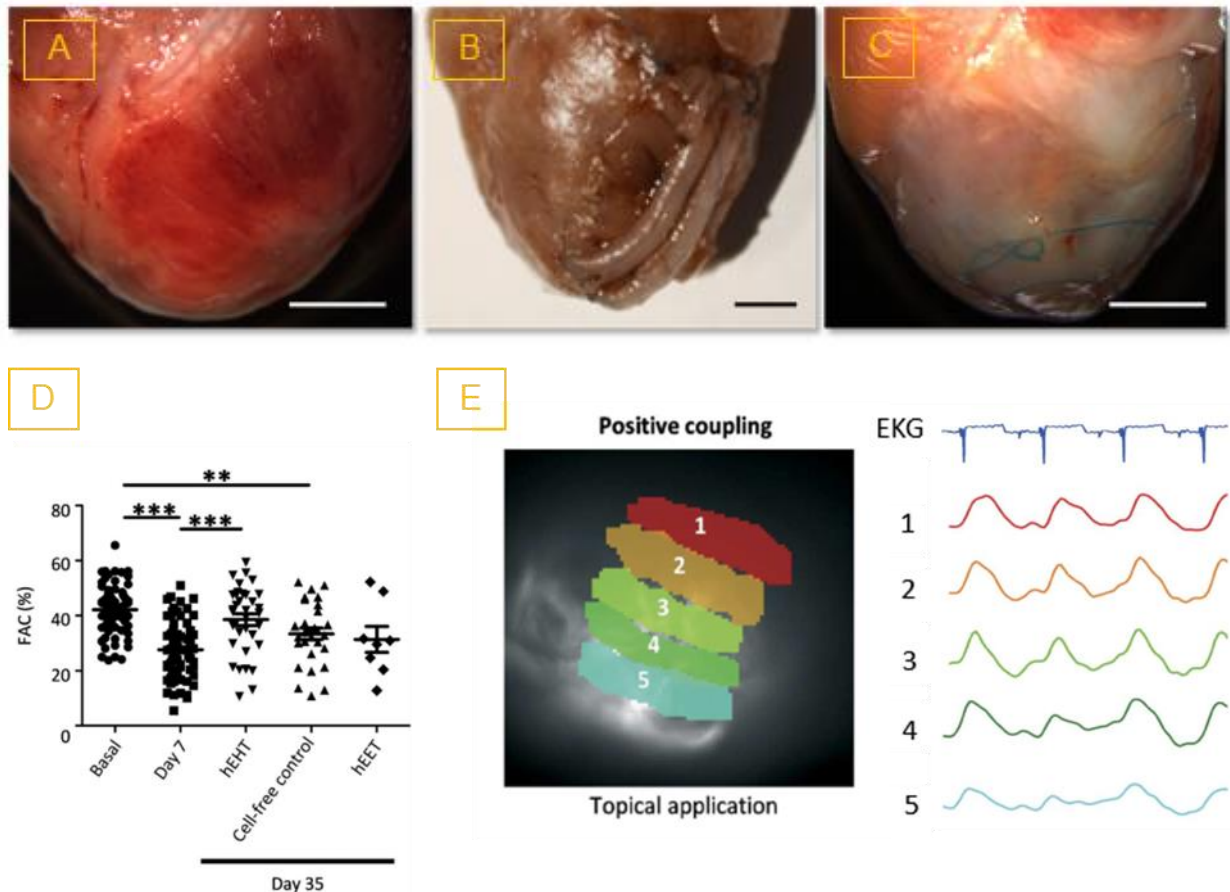 A
B
C
D
E
**
***
***
80
60
40
20
0
FAC (%)
Basal
Day 7
hEHT
Cell-free control
hEET
Day 35
Positive coupling
1
2
3
4
5
Topical application
EKG
1
2
3
4
5